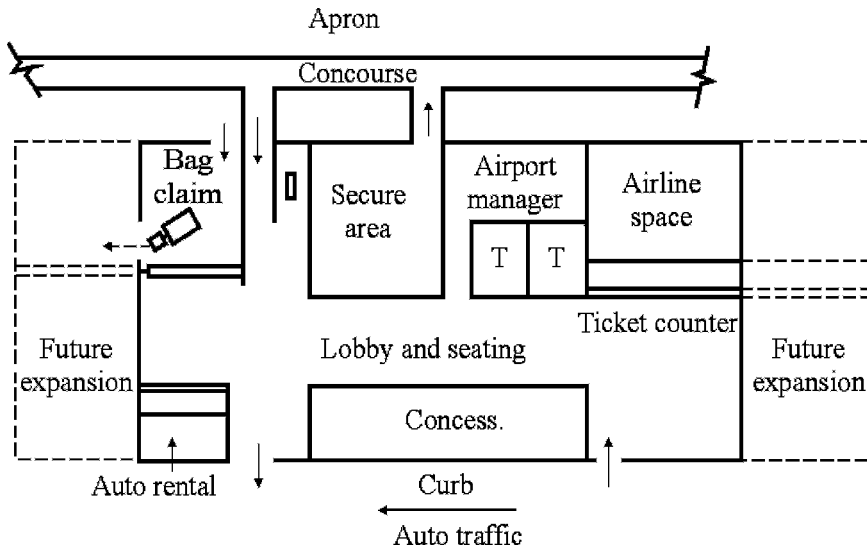 Apron
Concourse
Bag
claim
Secure
area
Airport
manager
Airline
space
T
T
Ticket counter
Future
expansion
Lobby and seating
Future
expansion
Concess.
Auto rental
Curb
Auto traffic